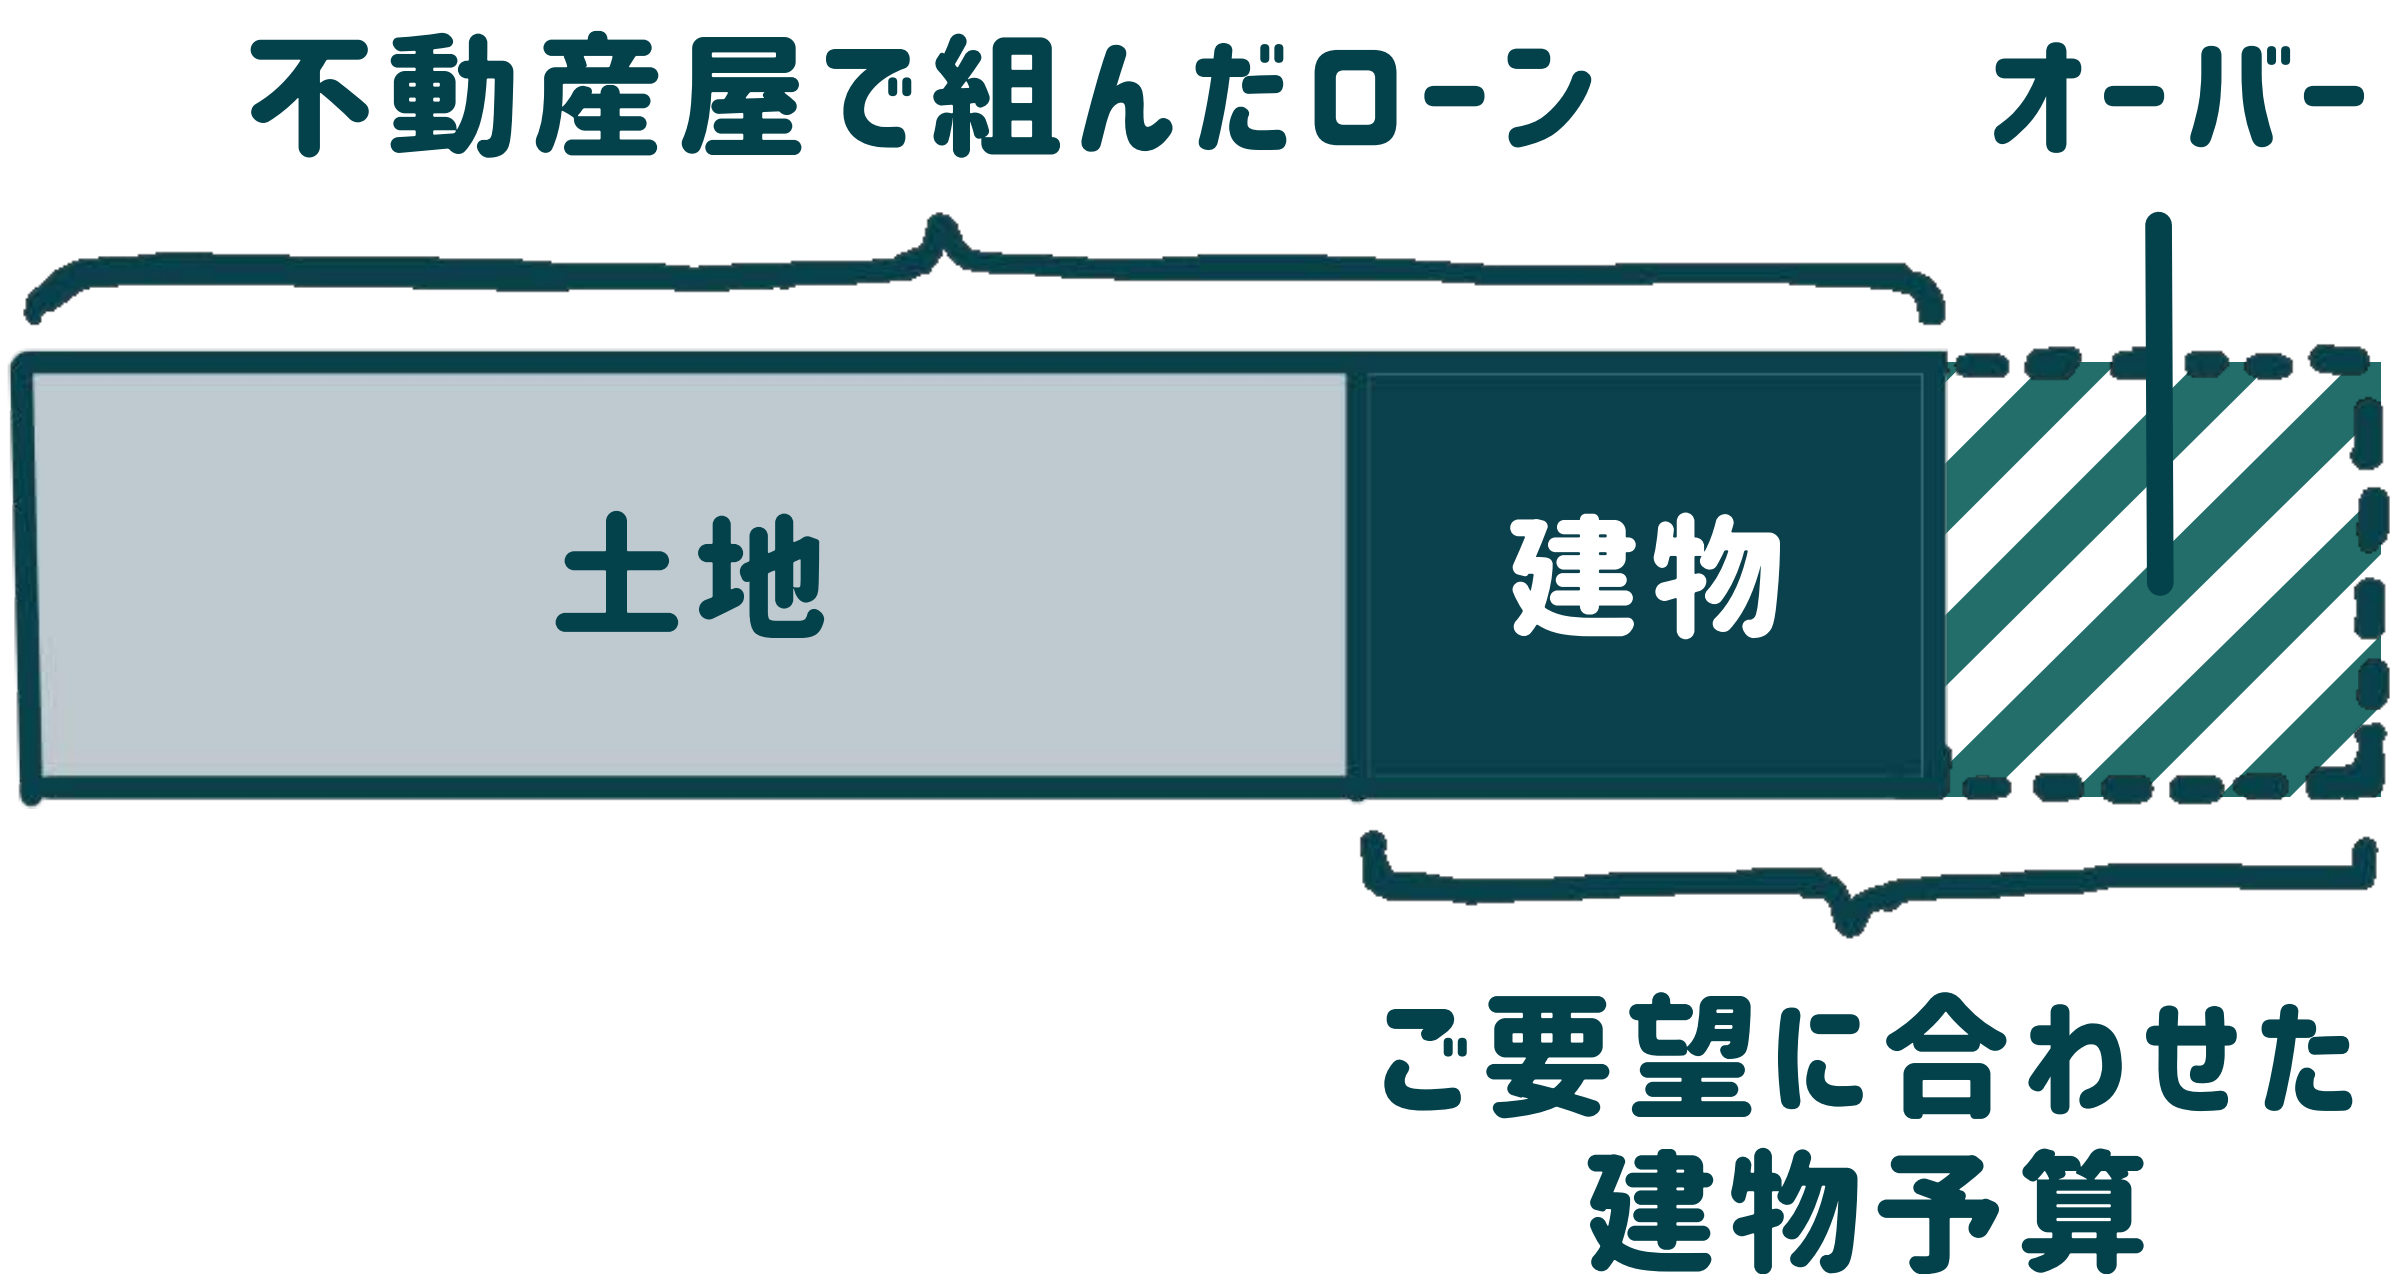 不動産屋で組んだローン
オーバー
土地
建物
ご要望に合わせた
建物予算